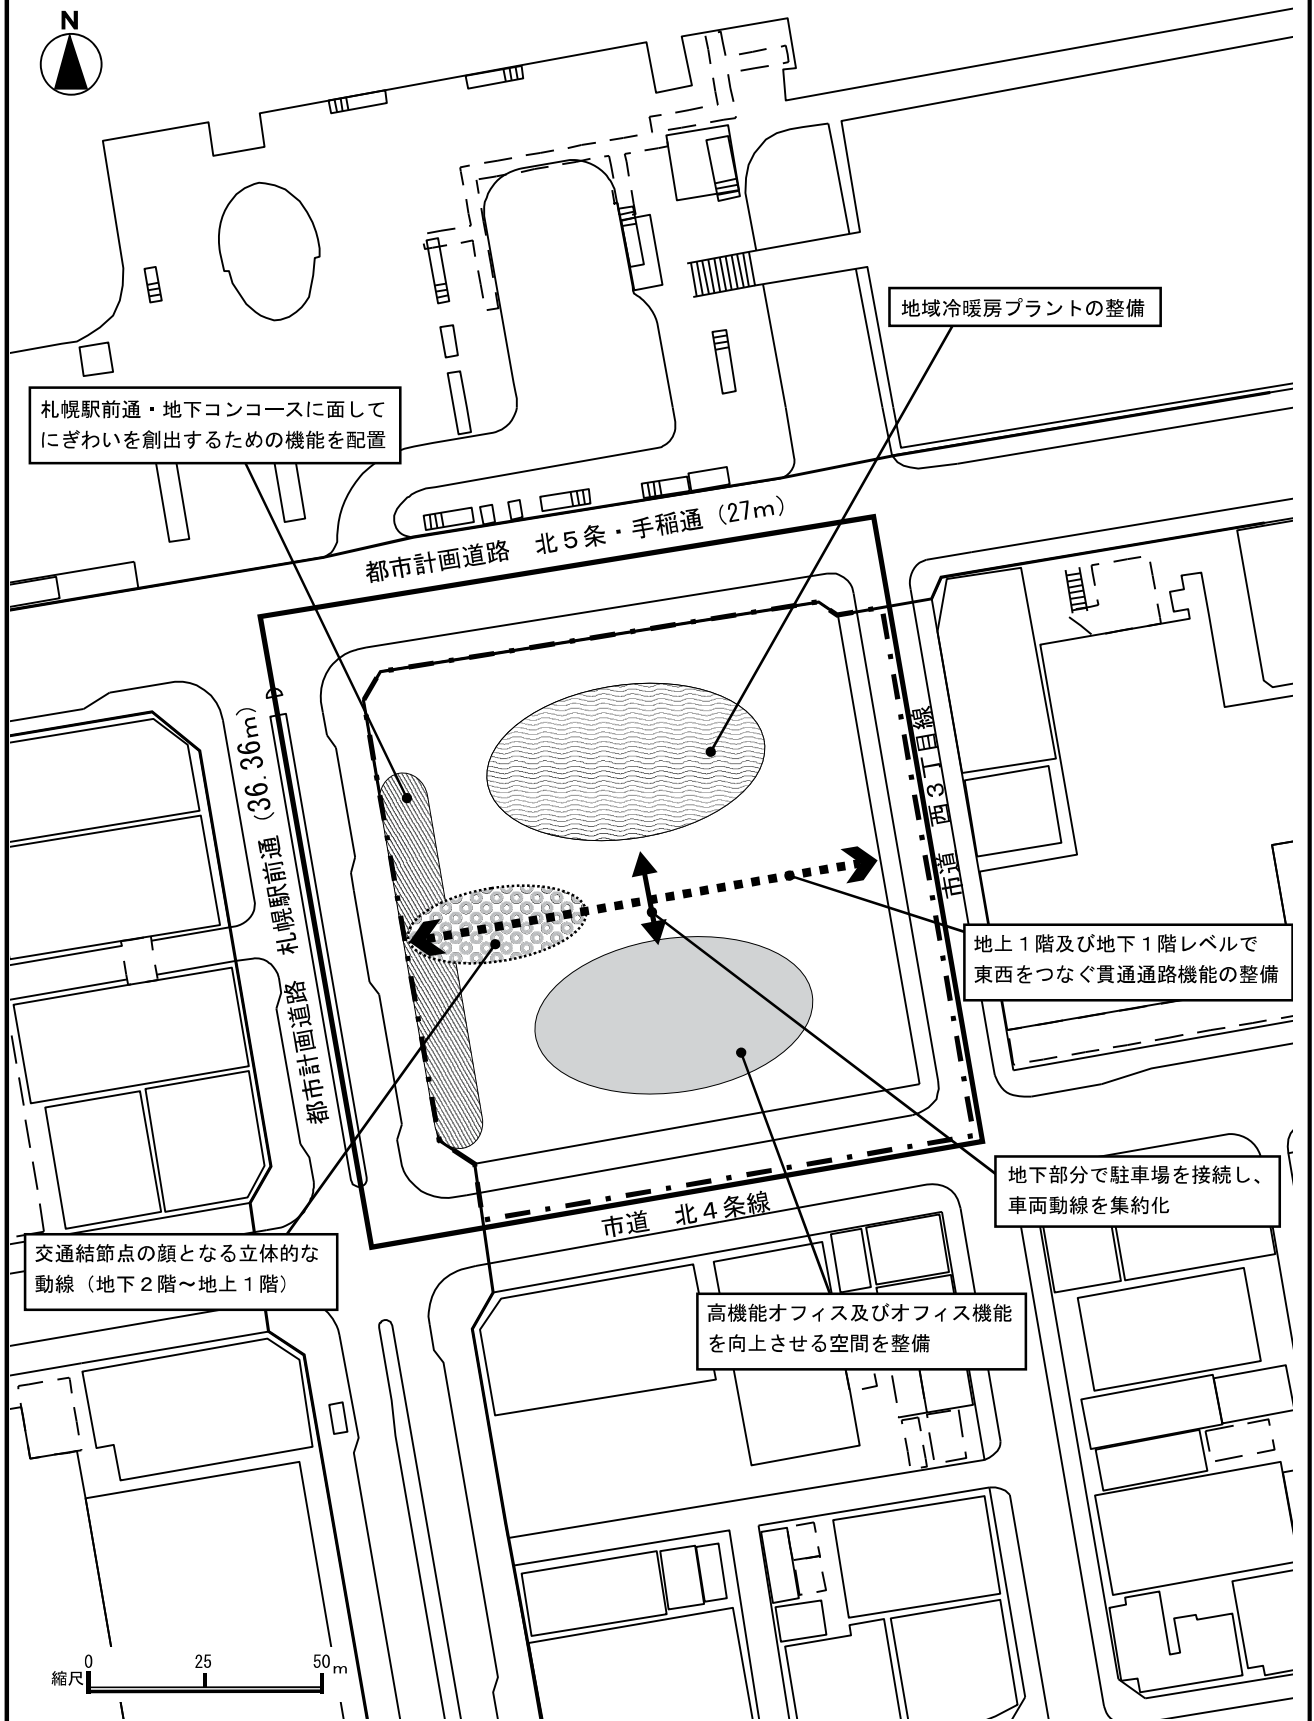 N
地域冷暖房プラントの整備
札幌駅前通・地下コンコースに面して
にぎわいを創出するための機能を配置
都市計画道路　北５条・手稲通（27m）
都市計画道路　札幌駅前通（36.36m）
市道　西３丁目線
地上１階及び地下１階レベルで
東西をつなぐ貫通通路機能の整備
地下部分で駐車場を接続し、
車両動線を集約化
市道　北４条線
交通結節点の顔となる立体的な
動線（地下２階～地上１階）
高機能オフィス及びオフィス機能
を向上させる空間を整備
縮尺 0 25 50 m